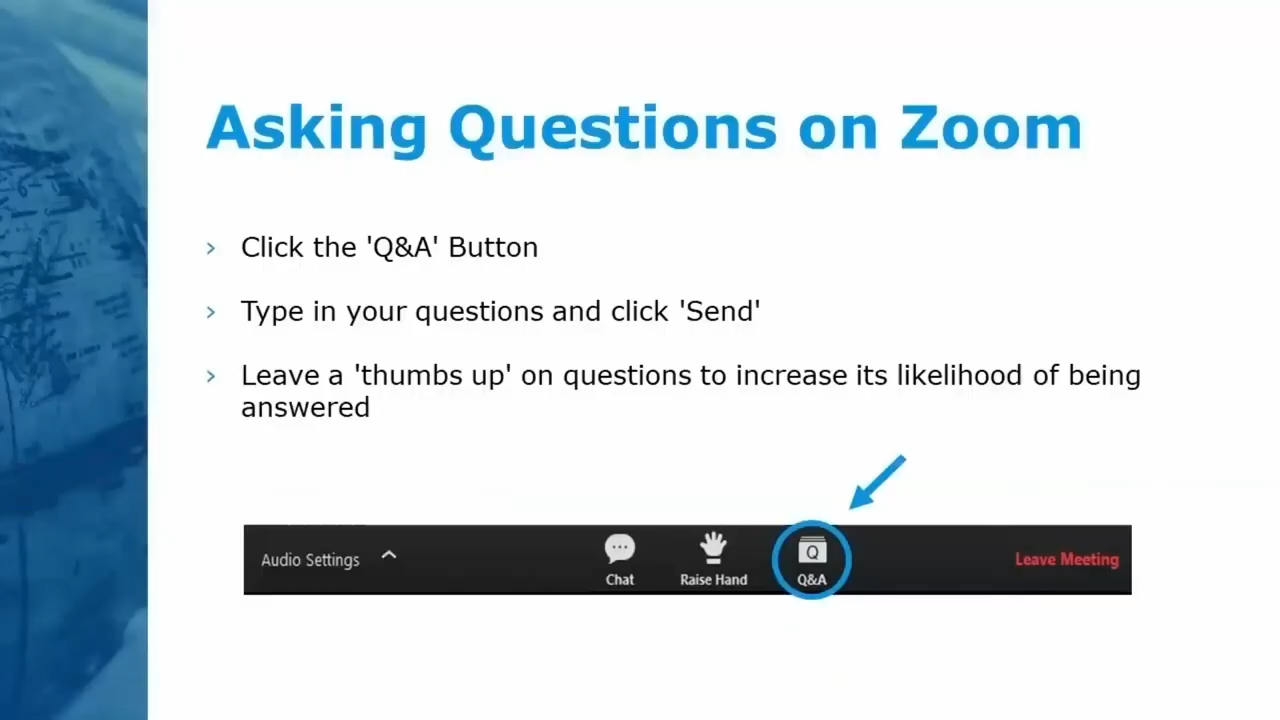 Asking Questions on Zoom
Click the 'Q&A' Button
Type in your questions and click 'Send'
Leave a 'thumbs up' on questions to increase its likelihood of being
answered
Audio Settings
Chat
Raise Hand
Q
Q&A
Leave Meeting